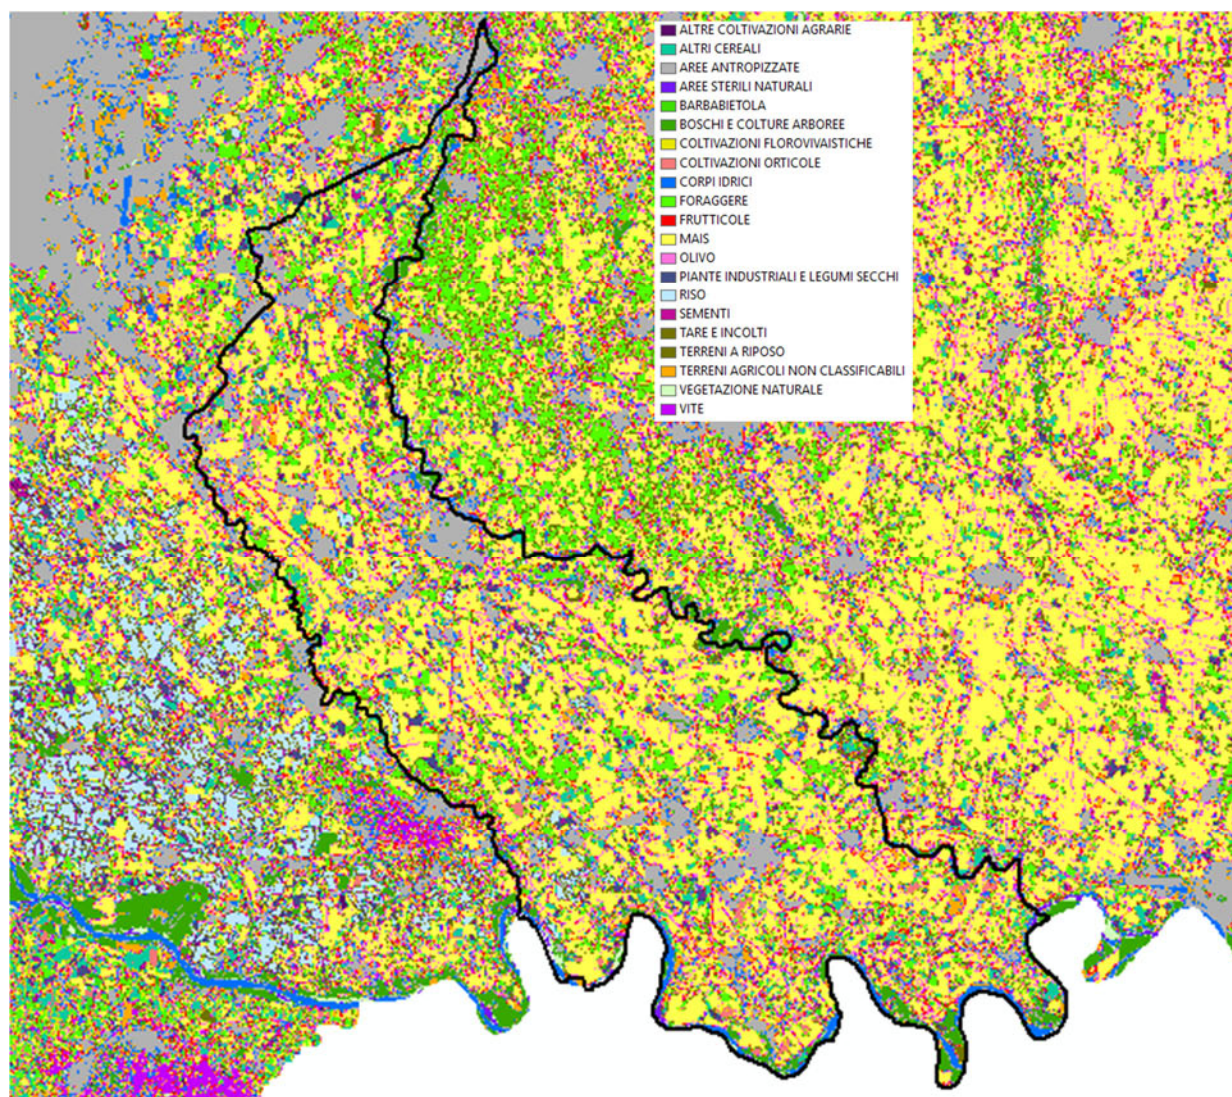 ALTRE COLTIVAZIONI AGRARIE
ALTRI CEREALI
AREE ANTROPIZZATE
AREE STERILI NATURALI
BARBABIETOLA
BOSCHI E COLTURE ARBOREE
COLTIVAZIONI FLOROVIVAISTICHE
COLTIVAZIONI ORTICOLE
CORPI IDRICI
FORAGGERE
FRUTTICOLE
MAIS
OLIVO
PIANTE INDUSTRIALI E LEGUMI SECCHI
RISO
SEMENTI
TARE E INCOLTI
TERRENI A RIPOSO
TERRENI AGRICOLI NON CLASSIFICABILI
VEGETAZIONE NATURALE
VITE